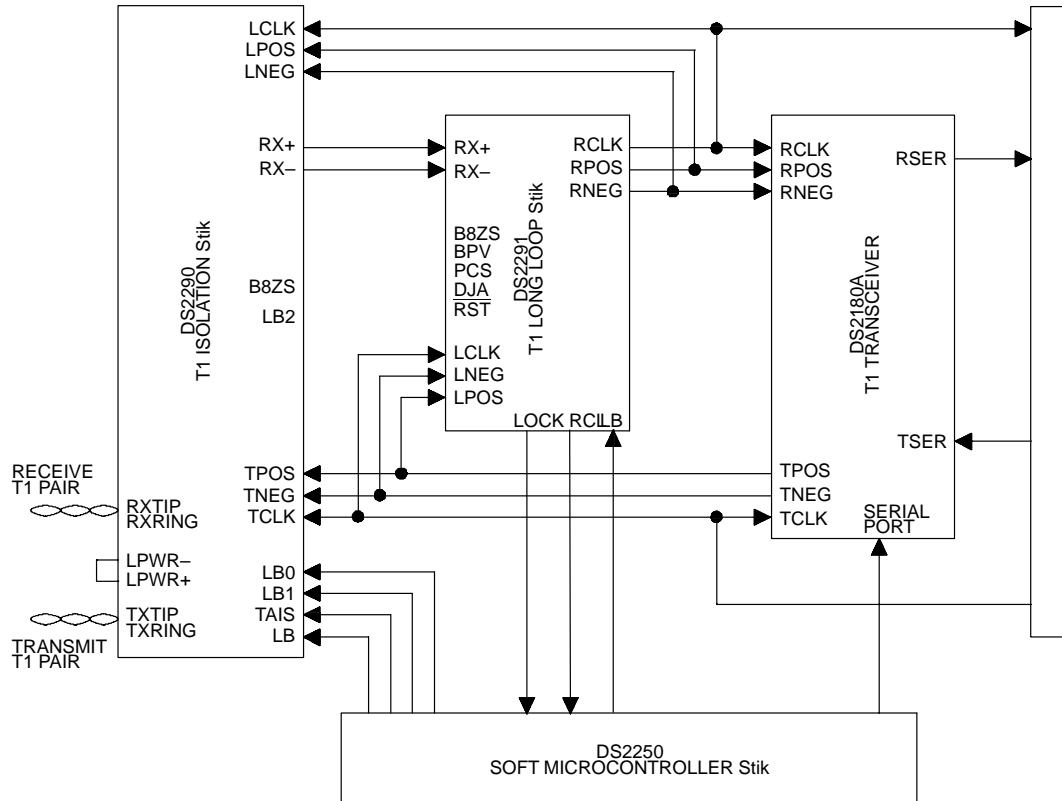 LCLK
LPOS
LNEG
RX+
RX–
B8ZS
LB2
DS2290
T1 ISOLATION Stik
TPOS
TNEG
TCLK
LB0
LB1
TAIS
LB
RECEIVE
T1 PAIR
RXTIP
RXRING
LPWR–
LPWR+
TXTIP
TXRING
TRANSMIT
T1 PAIR
RX+
RX–
B8ZS
BPV
PCS
DJA
RST
DS2291
T1 LONG LOOP Stik
RCLK
RPOS
RNEG
LCLK
LNEG
LPOS
LOCK RCL LB
RCLK
RPOS
RNEG
RSER
DS2180A
T1 TRANSCEIVER
TSER
TPOS
TNEG
TCLK
SERIAL
PORT
DS2250
SOFT MICROCONTROLLER Stik